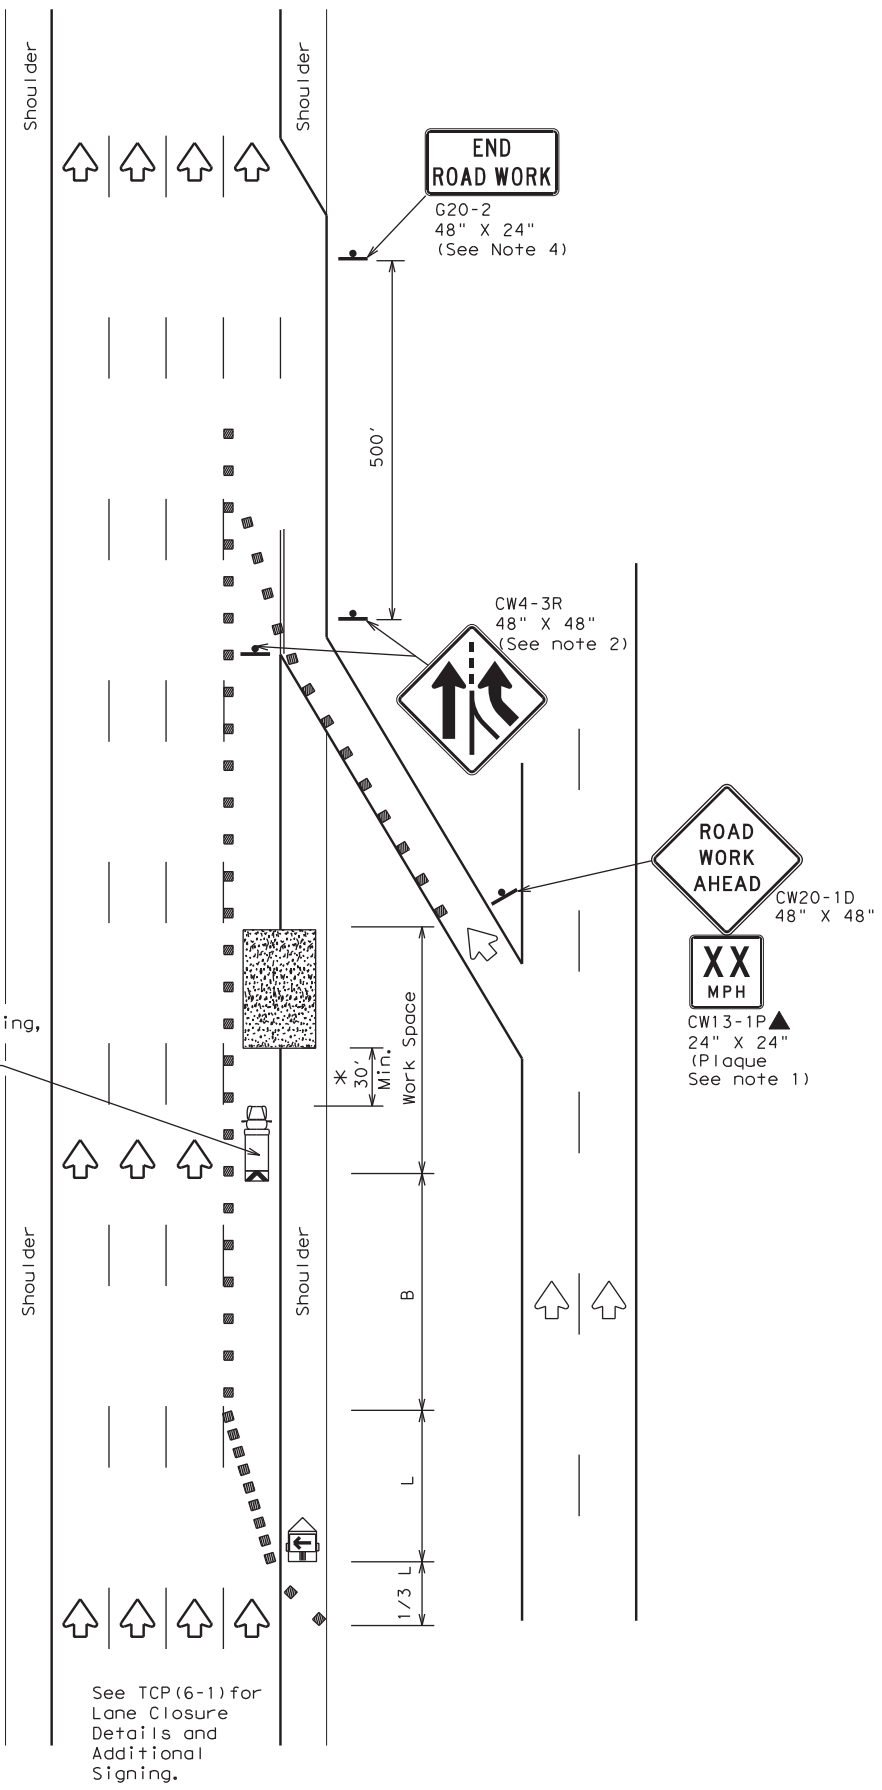 Shoulder
Shoulder
END
ROAD WORK
G20-2
48" X 24"
(See Note 4)
500'
CW4-3R
48" X 48"
(See note 2)
ROAD
WORK
AHEAD
CW20-1D
48" X 48"
XX
MPH
CW13-1P
24" X 24"
(Plaque
See note 1)
ing,
*
30'
Min.
Work Space
Shoulder
Shoulder
B
L
1/3 L
See TCP(6-1)for
Lane Closure
Details and
Additional
Signing.